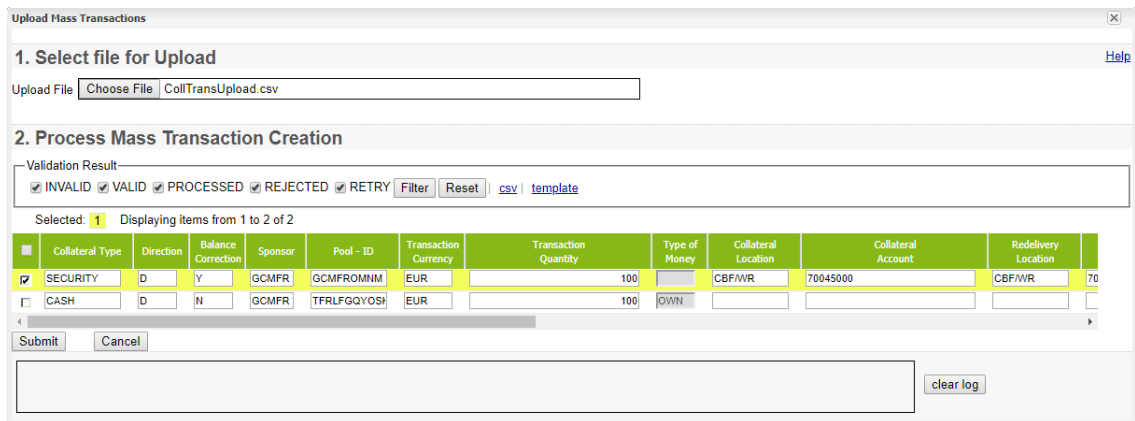 Upload Mass Transactions
1. Select file for Upload
Help
Upload File Choose File CollTransUpload.csv
2. Process Mass Transaction Creation
Validation Result
INVALID VALID PROCESSED REJECTED RETRY Filter Reset | csv | template
Selected: 1 Displaying items from 1 to 2 of 2
Collateral Type Direction Balance Correction Sponsor Pool - ID Transaction Currency Transaction Quantity Type of Money Collateral Location Collateral Account Redelivery Location
SECURITY D Y GCMFR GCMFROMNM EUR 100 CBF/WR 70045000 CBF/WR 70
CASH D N GCMFR TFRLFGQYOSH EUR 100 OWN
Submit Cancel
clear log